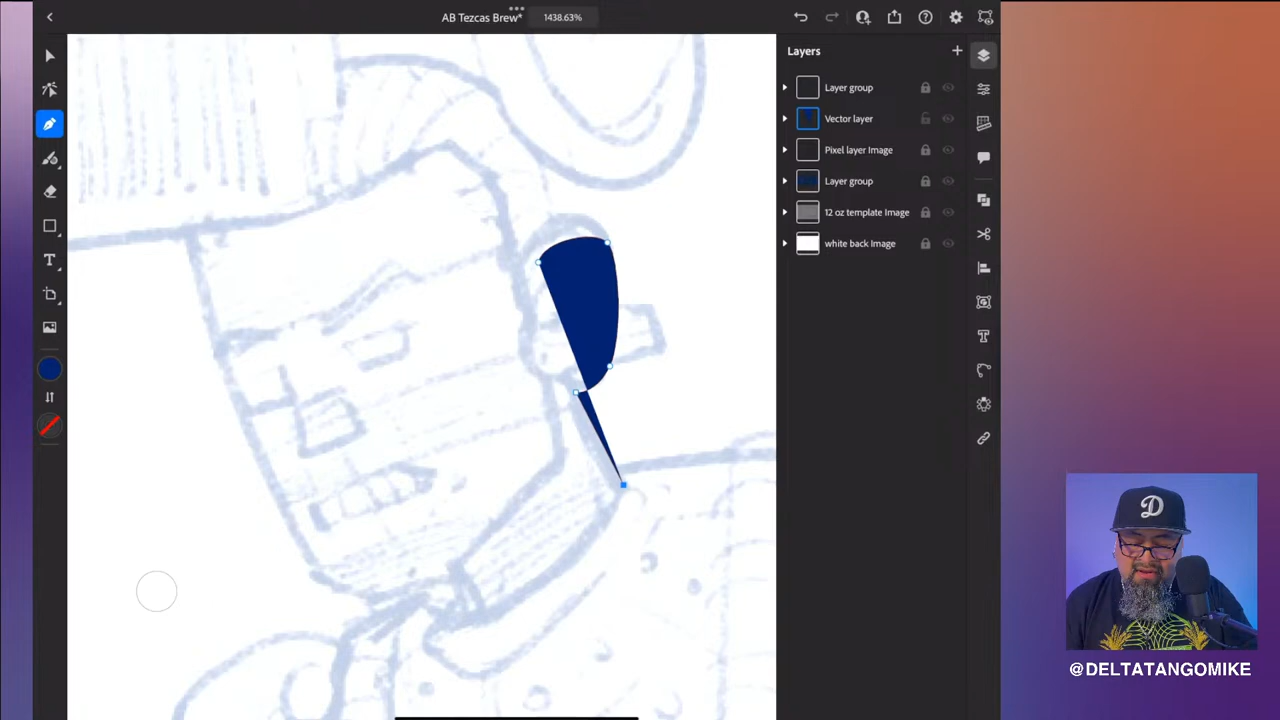 AB Tezcas Brew*
1438.63%
Layers
Layer group
Vector layer
Pixel layer Image
Layer group
12 oz template Image
white back Image
D
@DELTATANGOMIKE